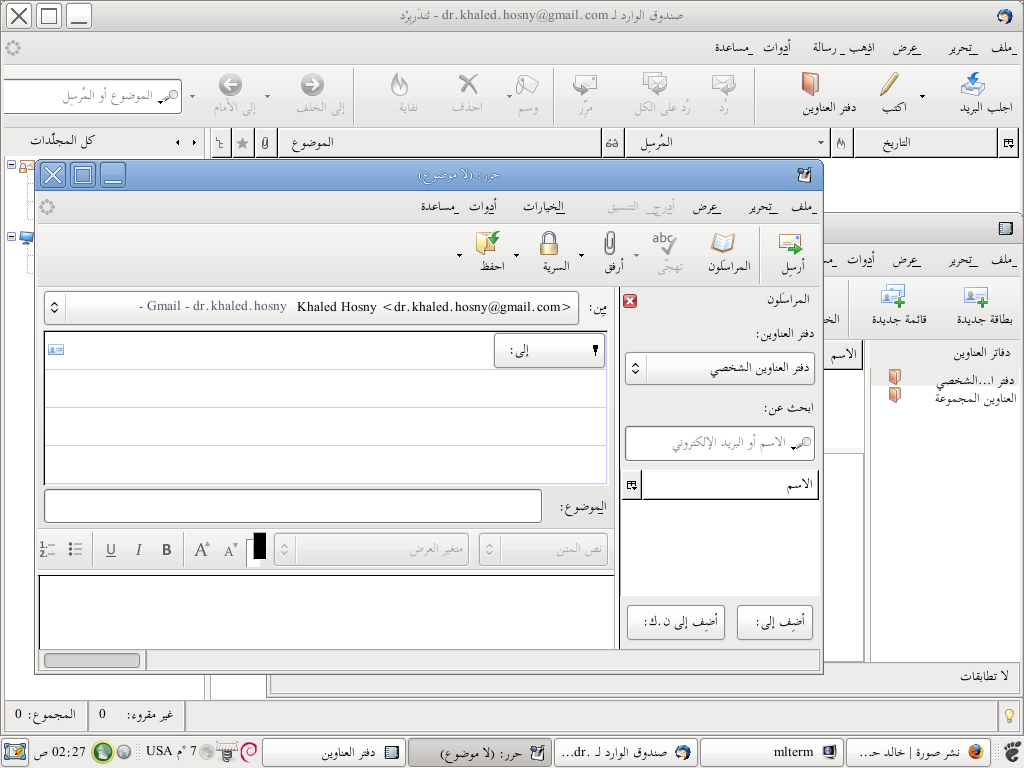 صندوق الوارد لـ dr.khaled.hosny@gmail.com - ثندَربِرْد
ملف تحرير عرض اذهب رسالة أدوات مساعدة
اجلب البريد اكتب دفتر العناوين رُد رُد على الكل مرِّر وسم احذف نفاية إلى الخلف إلى الأمام الموضوع أو المُرسِل
كل المجلّدات الموضوع المُرسِل التاريخ
حرر: (لا موضوع)
ملف تحرير عرض أدرج التنسيق الخيارات أدوات مساعدة
أرسِل المراسَلون تهجّي أرفق السرية احفظ
المراسَلون
دفتر العناوين:
دفتر العناوين الشخصي
ابحث عن:
الاسم أو البريد الإلكتروني
الاسم
أضِف إلى: أضِف إلى ن.ك:
مِن: Khaled Hosny <dr.khaled.hosny@gmail.com> Gmail - dr.khaled.hosny -
إلى:
الموضوع:
نص المتن متغير العرض
ملف تحرير عرض أدوات
بطاقة جديدة قائمة جديدة
دفاتر العناوين الاسم
دفتر ا...الشخصي
العناوين المجموعة
لا تطابقات
غير مقروء: 0 المجموع: 0
نشر صورة | خالد حـ... mlterm صندوق الوارد لـ dr.... حرر: (لا موضوع) دفتر العناوين USA 7 °م 02:27 ص